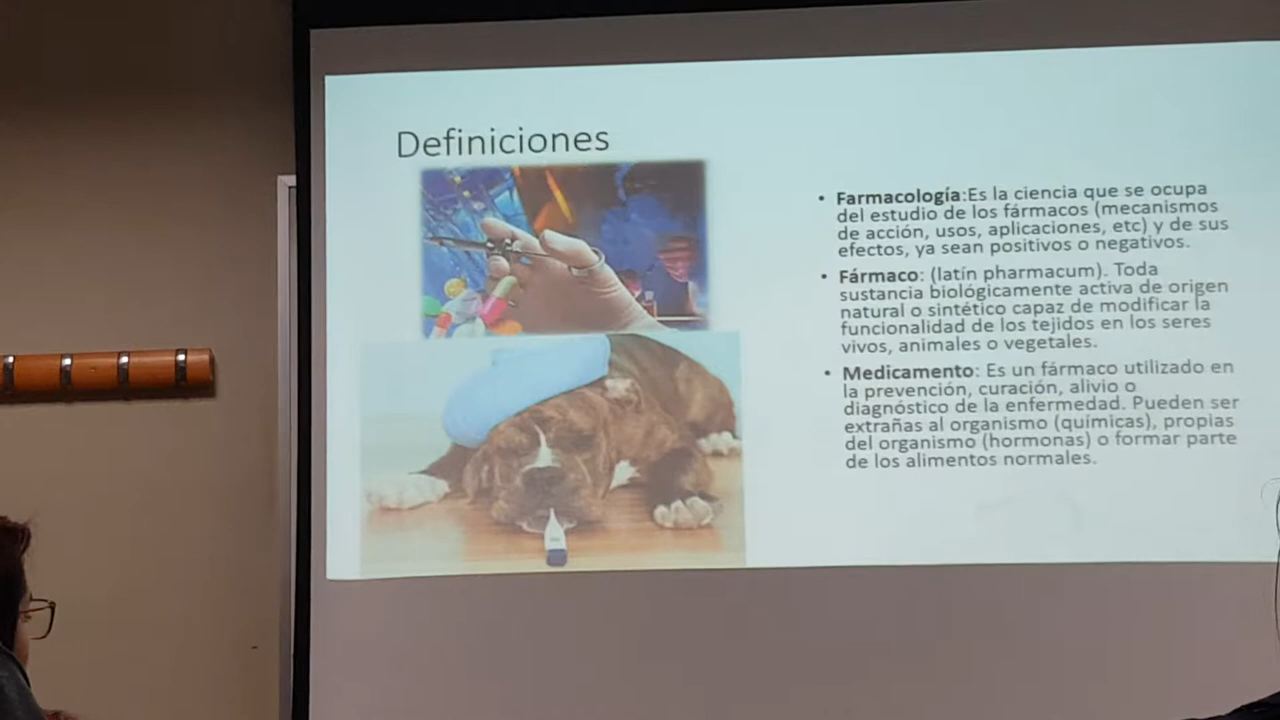 Definiciones
• Farmacología:Es la ciencia que se ocupa
del estudio de los fármacos (mecanismos
de acción, usos, aplicaciones, etc) y de sus
efectos, ya sean positivos o negativos.
• Fármaco: (latín pharmacum). Toda
sustancia biológicamente activa de origen
natural o sintético capaz de modificar la
funcionalidad de los tejidos en los seres
vivos, animales o vegetales.
• Medicamento: Es un fármaco utilizado en
la prevención, curación, alivio o
diagnóstico de la enfermedad. Pueden ser
extrañas al organismo (químicas), propias
del organismo (hormonas) o formar parte
de los alimentos normales.